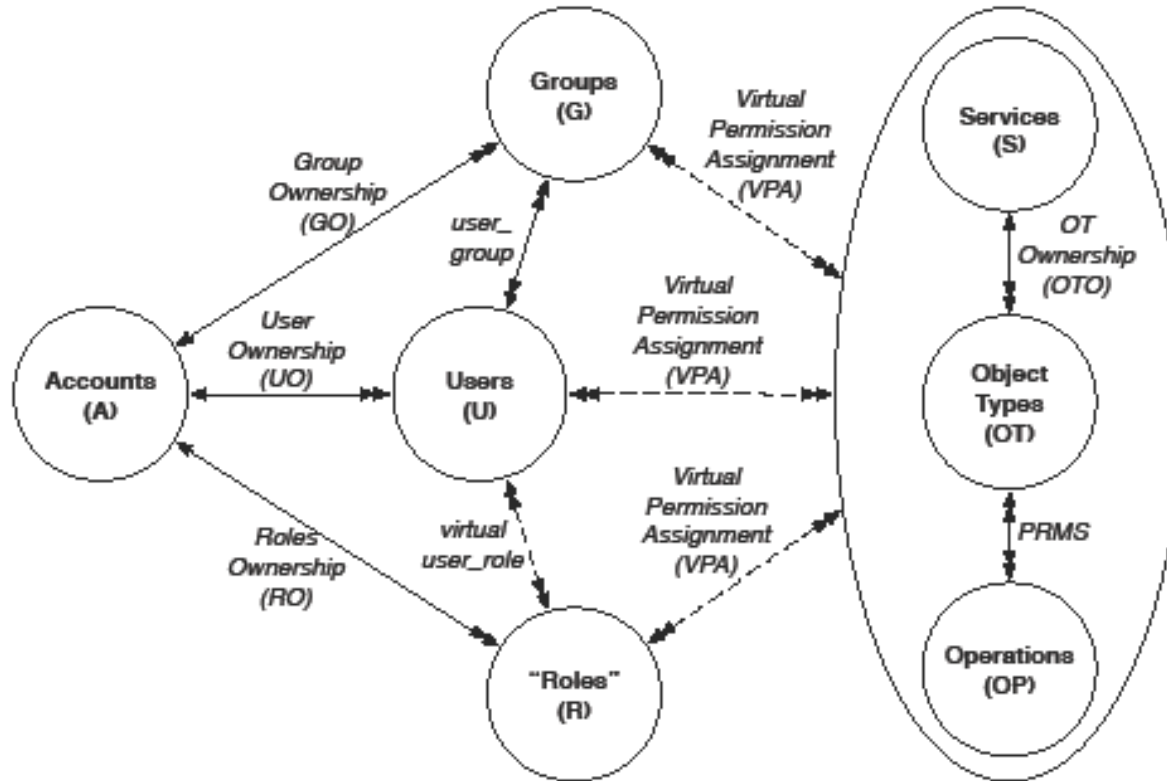 Groups
(G)
Virtual
Permission
Assignment
(VPA)
Services
(S)
Group
Ownership
(GO)
user_
group
OT
Ownership
(OTO)
Accounts
(A)
User
Ownership
(UO)
Users
(U)
Virtual
Permission
Assignment
(VPA)
Object
Types
(OT)
Roles
Ownership
(RO)
virtual
user_role
Virtual
Permission
Assignment
(VPA)
PRMS
"Roles"
(R)
Operations
(OP)